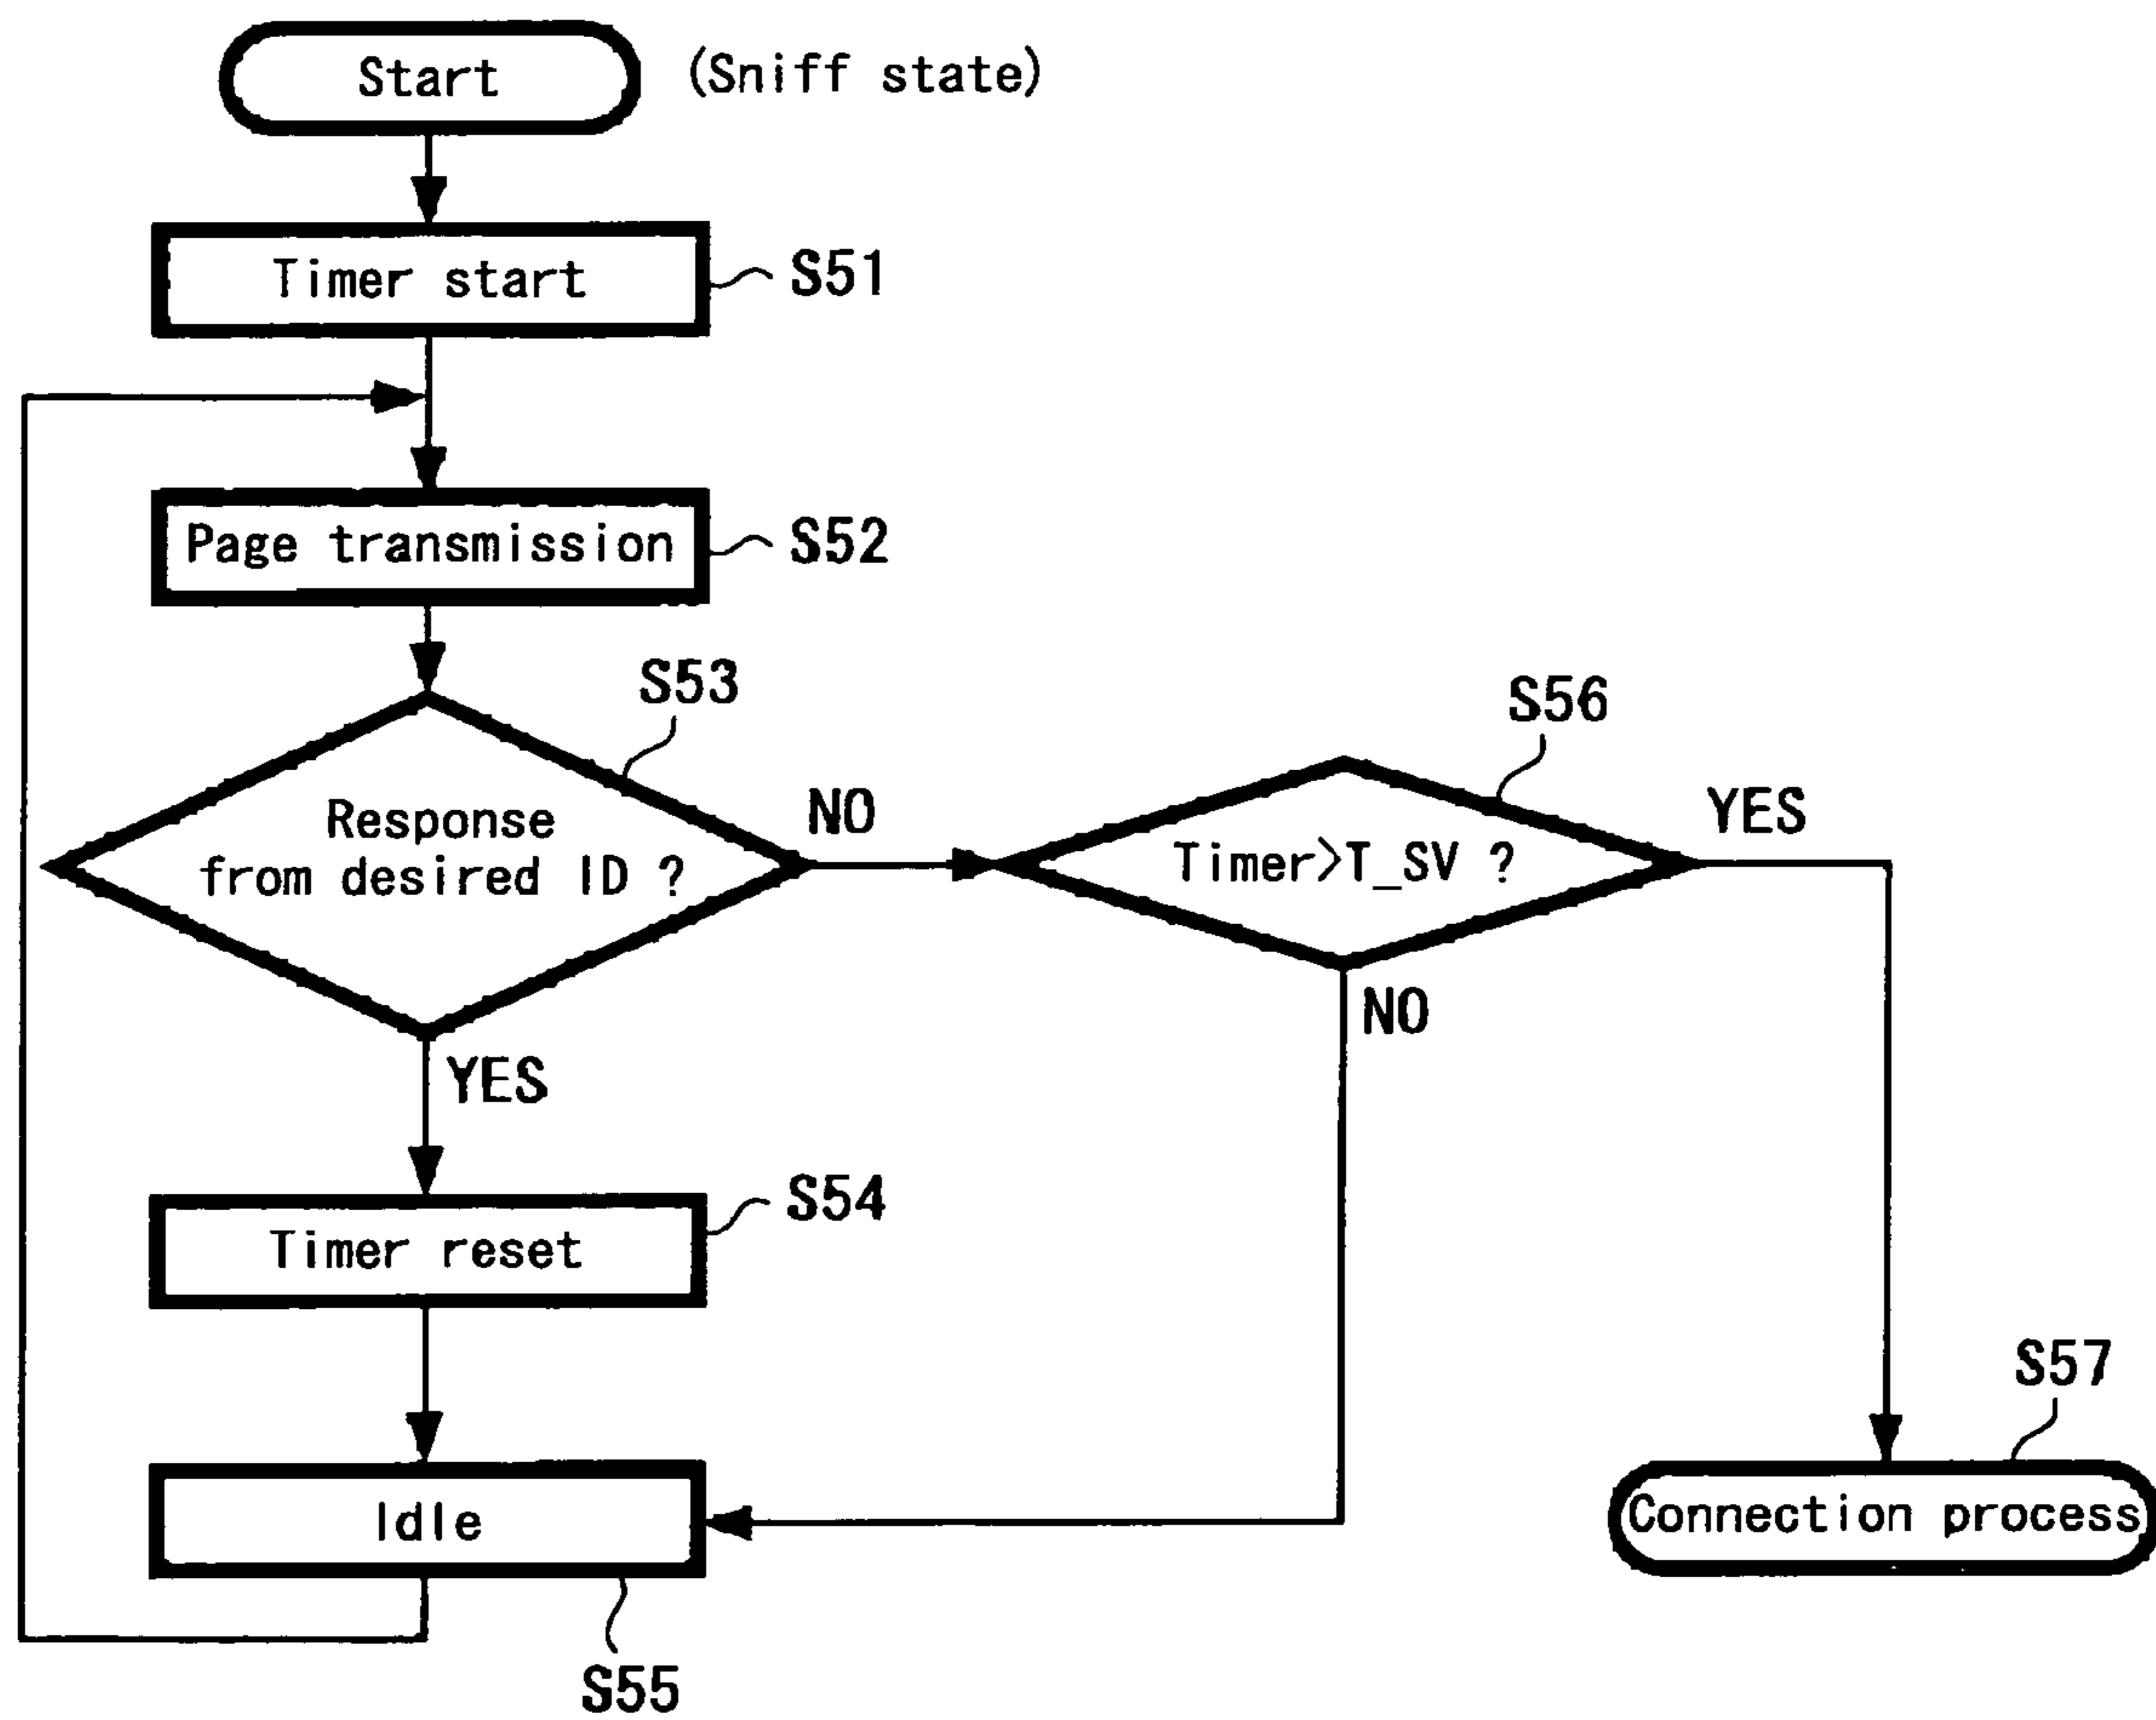 Start
(Sniff state)
Timer start
S51
Page transmission
S52
S53
Response
from desired ID ?
NO
YES
S56
Timer>T_SV ?
YES
NO
Timer reset
S54
Idle
S55
S57
Connection process